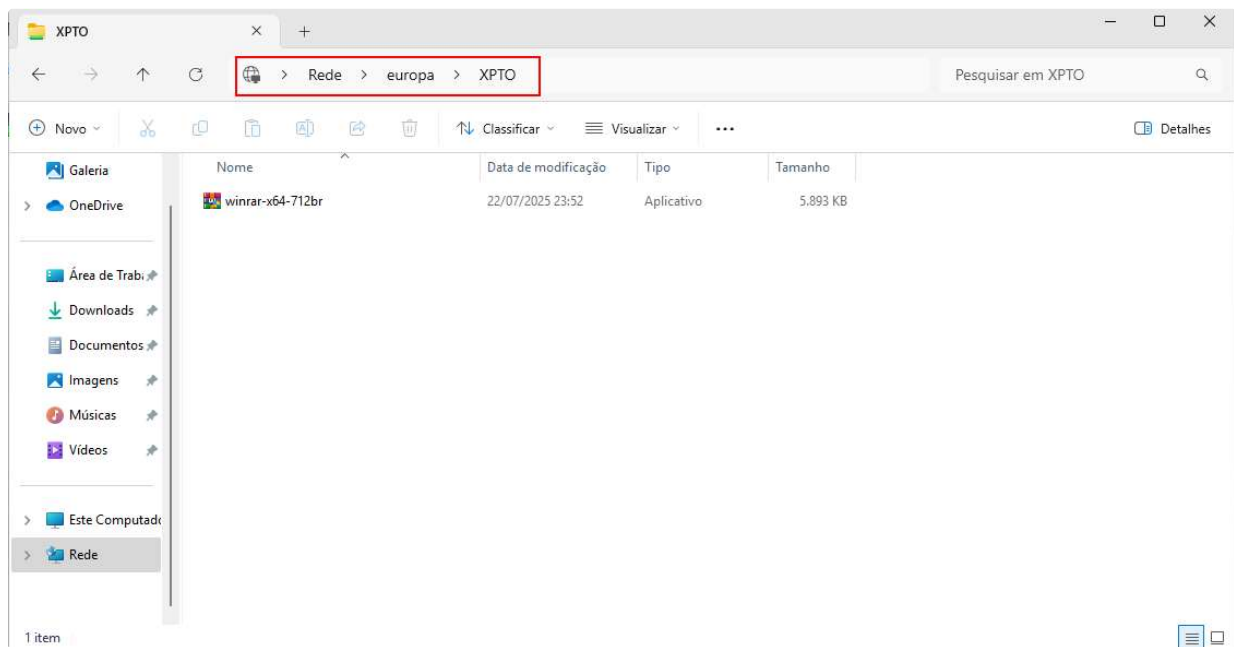 XPTO
Rede > europa > XPTO
Pesquisar em XPTO
Novo
Classificar
Visualizar
Detalhes
Galeria
OneDrive
Área de Traba
Downloads
Documentos
Imagens
Músicas
Vídeos
Este Computado
Rede
Nome Data de modificação Tipo Tamanho
winrar-x64-712br 22/07/2025 23:52 Aplicativo 5.893 KB
1 item